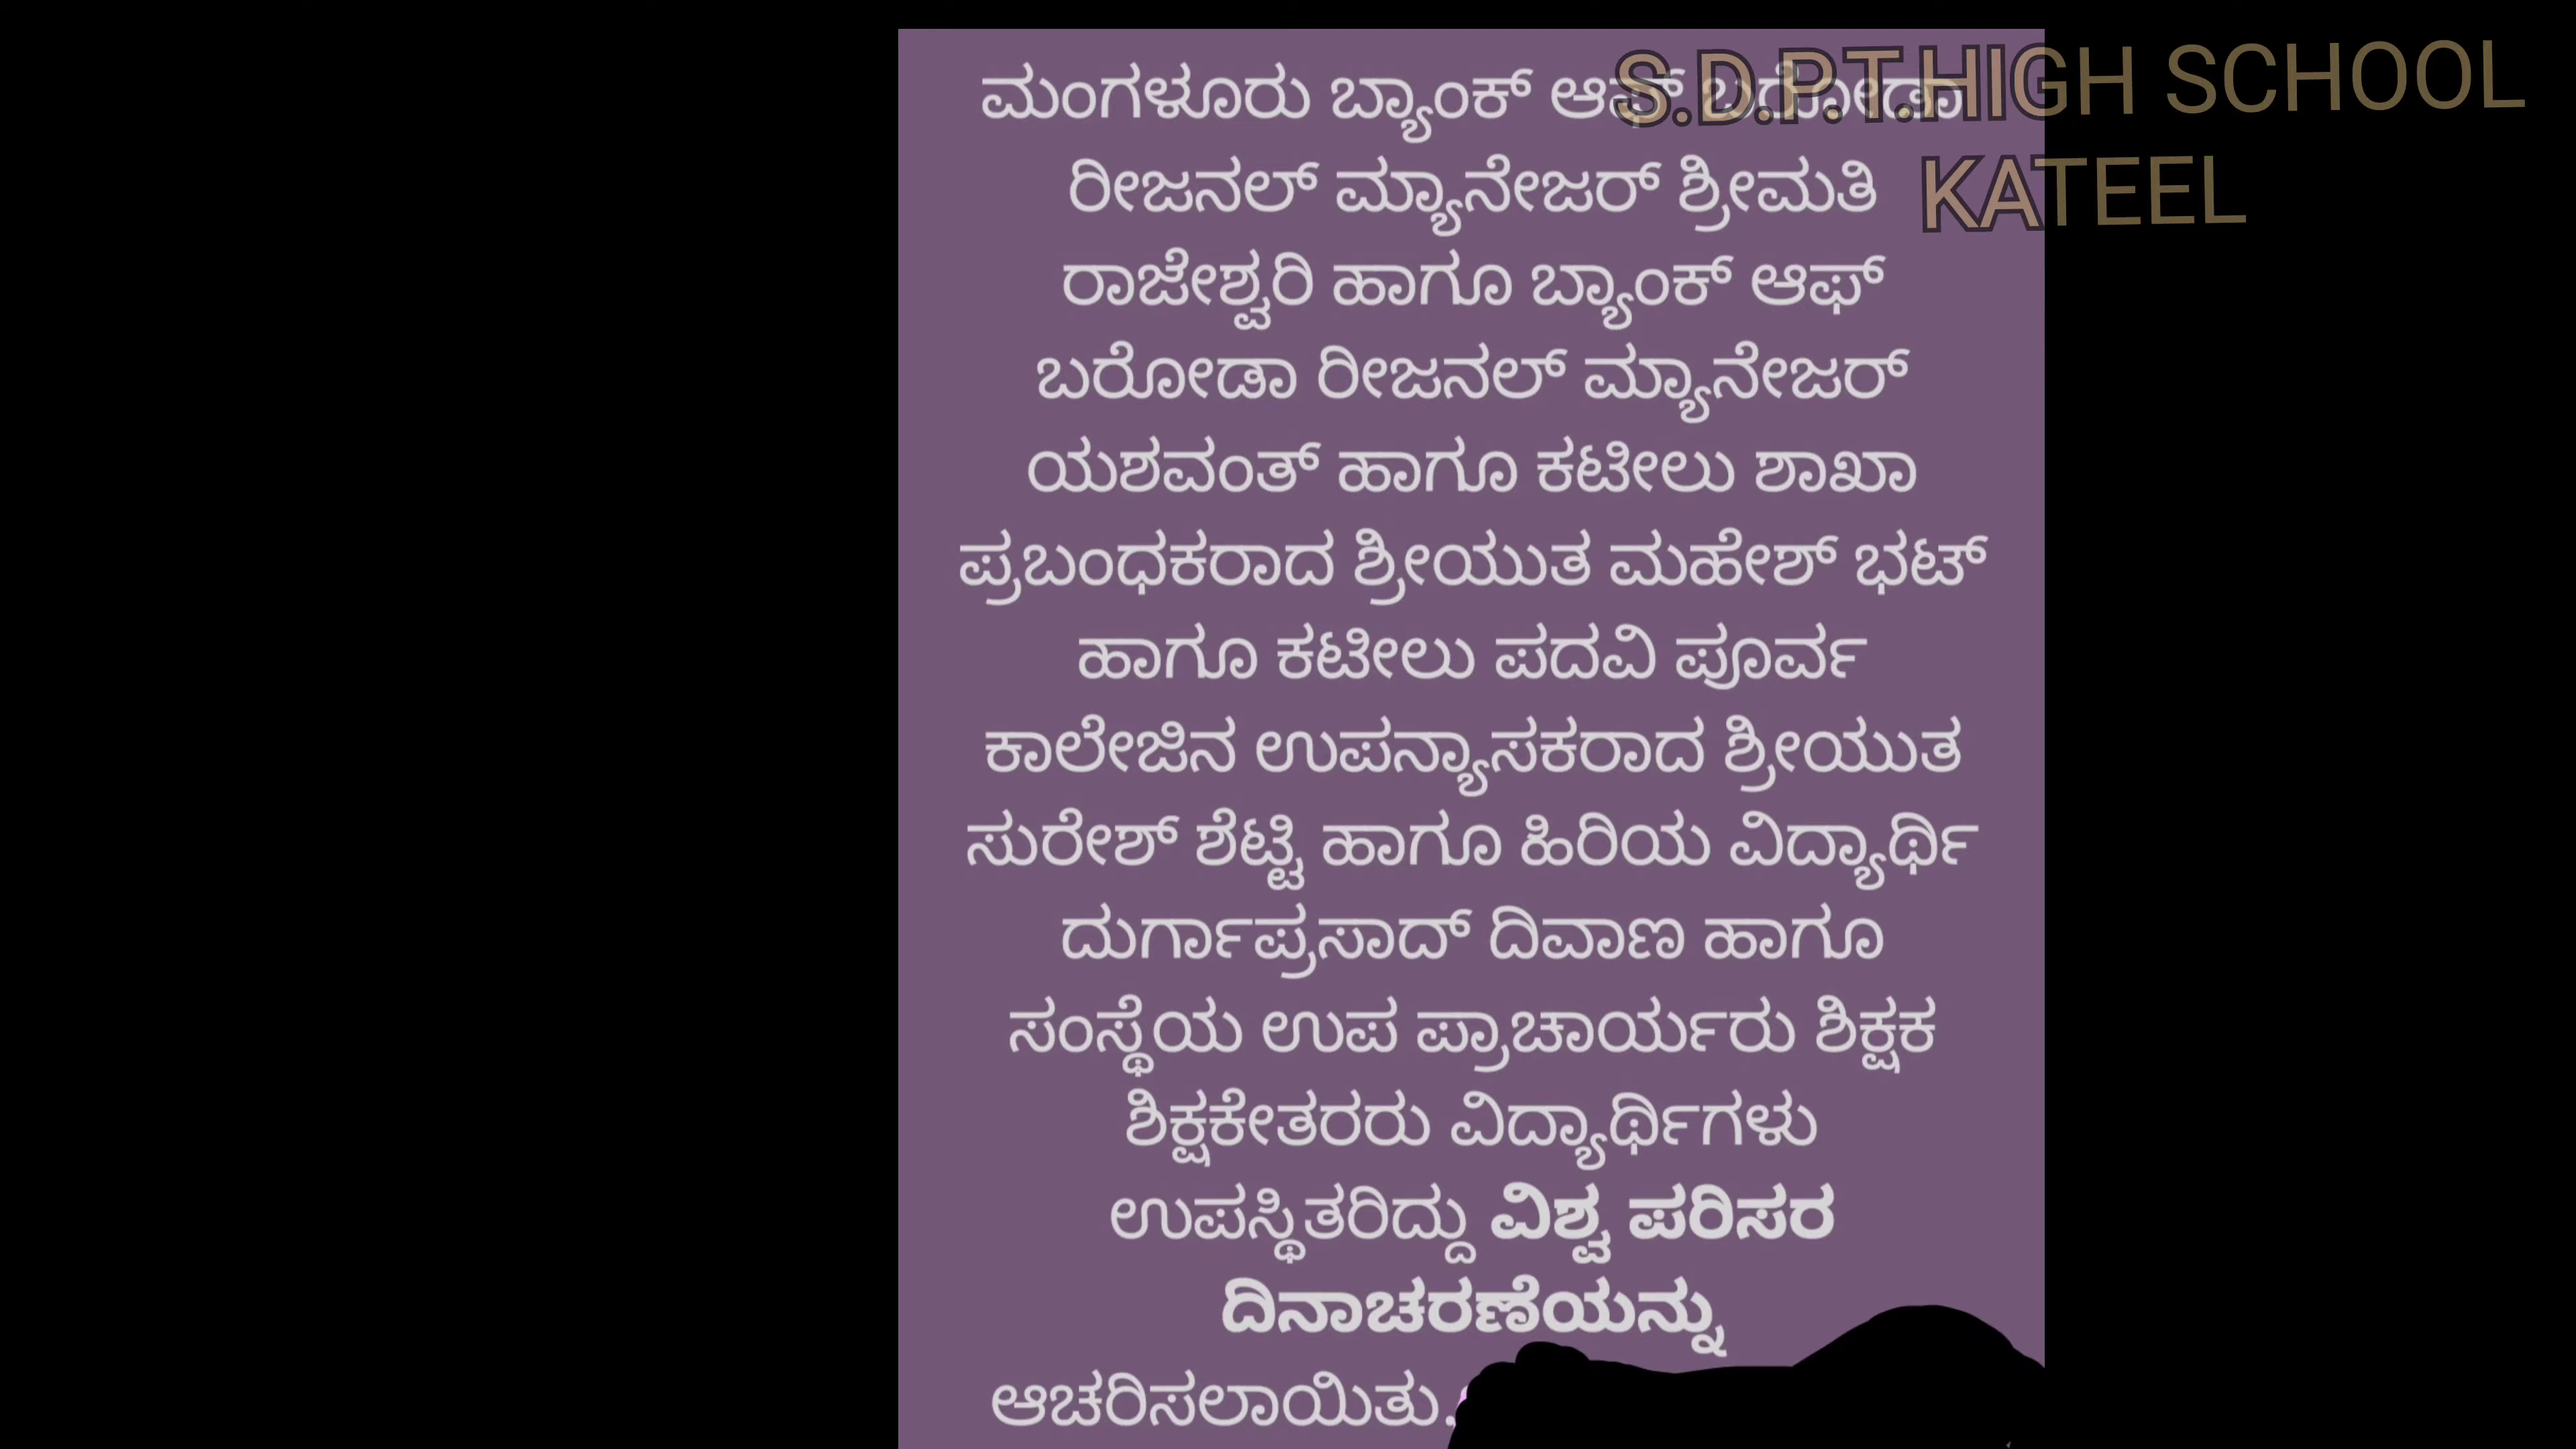 S.D.P.T.HIGH SCHOOL
KATEEL
ಮಂಗಳೂರು ಬ್ಯಾಂಕ್ ಆಫ್ ಬರೋಡಾ
ರೀಜನಲ್ ಮ್ಯಾನೇಜರ್ ಶ್ರೀಮತಿ
ರಾಜೇಶ್ವರಿ ಹಾಗೂ ಬ್ಯಾಂಕ್ ಆಫ್
ಬರೋಡಾ ರೀಜನಲ್ ಮ್ಯಾನೇಜರ್
ಯಶವಂತ್ ಹಾಗೂ ಕಟೀಲು ಶಾಖಾ
ಪ್ರಬಂಧಕರಾದ ಶ್ರೀಯುತ ಮಹೇಶ್ ಭಟ್
ಹಾಗೂ ಕಟೀಲು ಪದವಿ ಪೂರ್ವ
ಕಾಲೇಜಿನ ಉಪನ್ಯಾಸಕರಾದ ಶ್ರೀಯುತ
ಸುರೇಶ್ ಶೆಟ್ಟಿ ಹಾಗೂ ಹಿರಿಯ ವಿದ್ಯಾರ್ಥಿ
ದುರ್ಗಾಪ್ರಸಾದ್ ದಿವಾಣ ಹಾಗೂ
ಸಂಸ್ಥೆಯ ಉಪ ಪ್ರಾಚಾರ್ಯರು ಶಿಕ್ಷಕ
ಶಿಕ್ಷಕೇತರರು ವಿದ್ಯಾರ್ಥಿಗಳು
ಉಪಸ್ಥಿತರಿದ್ದು ವಿಶ್ವ ಪರಿಸರ
ದಿನಾಚರಣೆಯನ್ನು
ಆಚರಿಸಲಾಯಿತು.